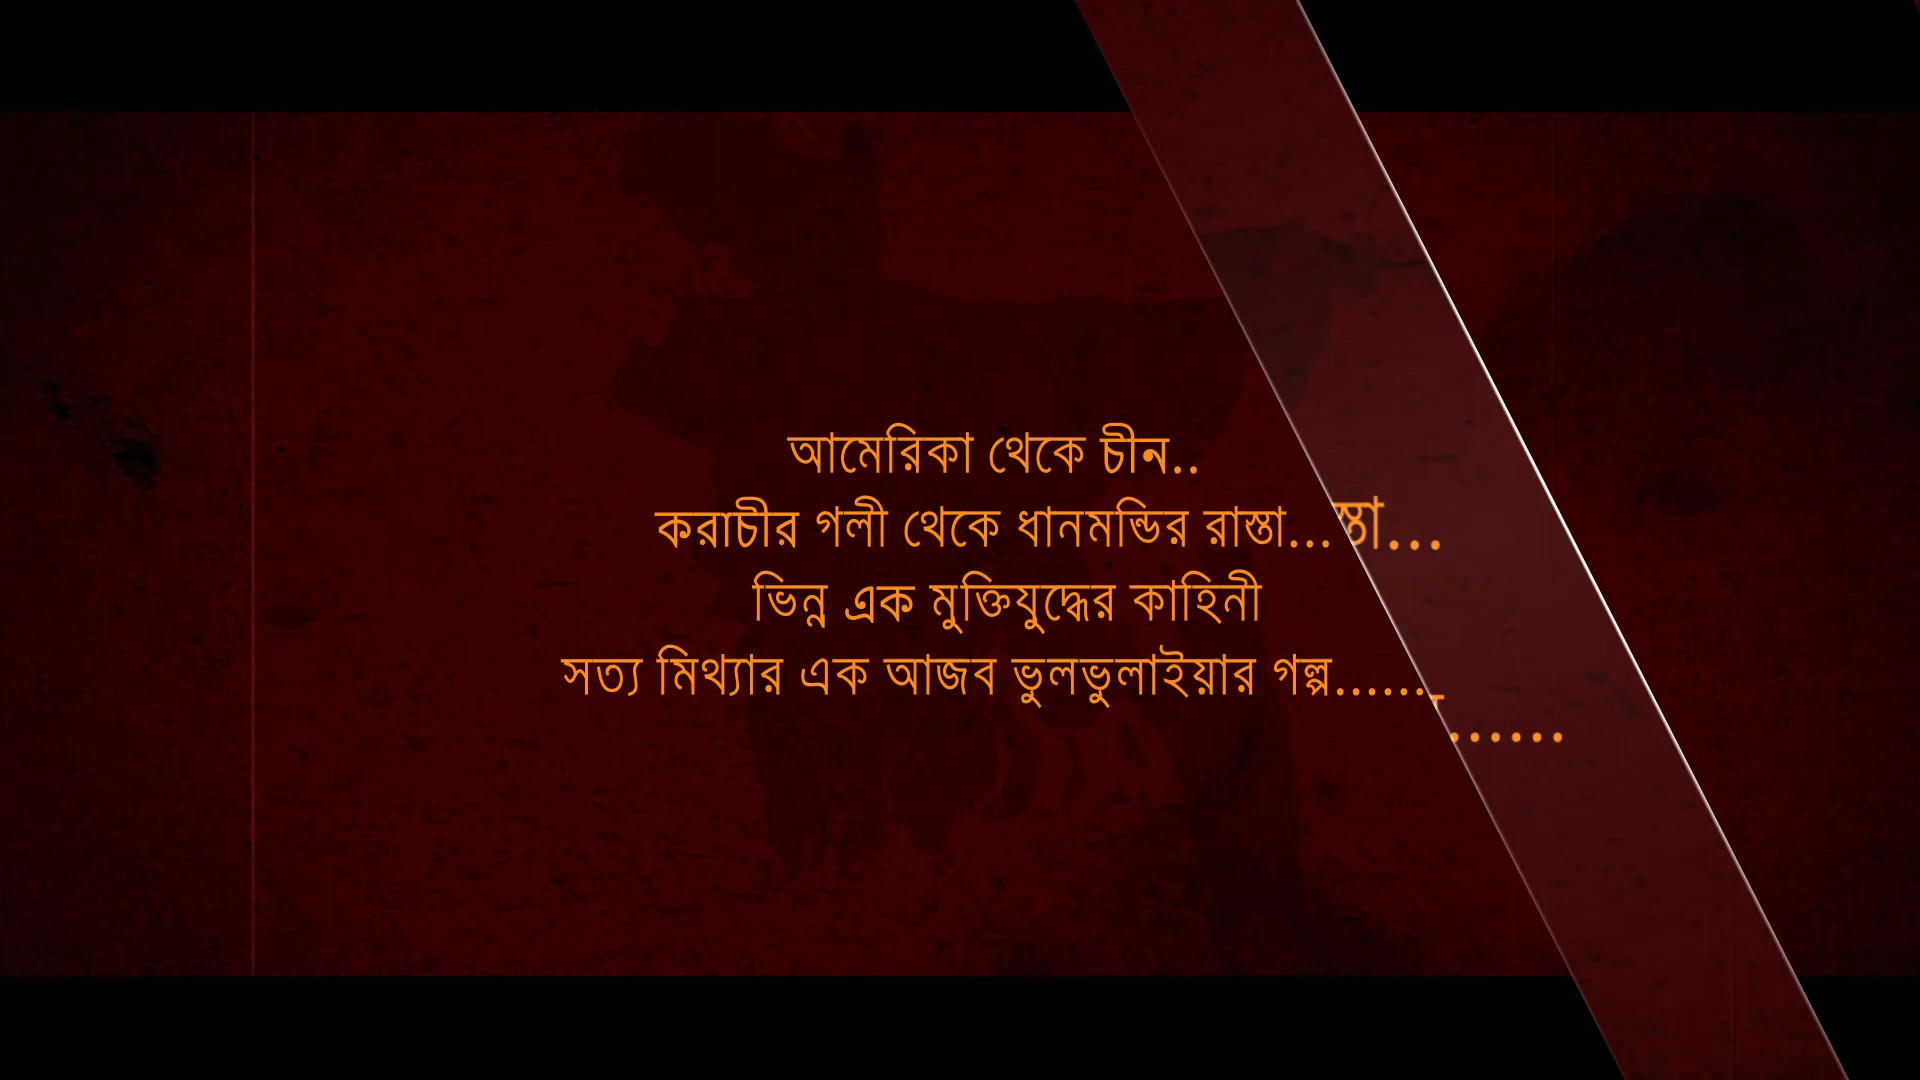 আমেরিকা থেকে চীন..
করাচীর গলী থেকে ধানমন্ডির রাস্তা...
ভিন্ন এক মুক্তিযুদ্ধের কাহিনী
সত্য মিথ্যার এক আজব ভুলভুলাইয়ার গল্প......